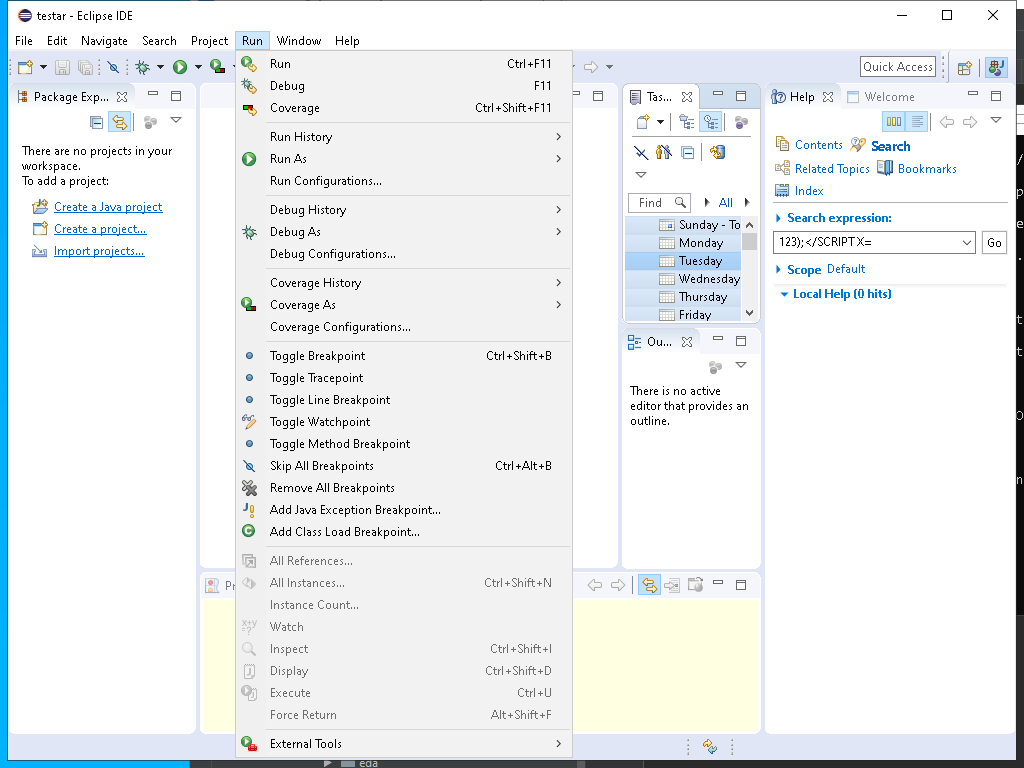 testar - Eclipse IDE
File Edit Navigate Search Project Run Window Help
Quick Access
Package Exp...
There are no projects in your
workspace.
To add a project:
Create a Java project
Create a project...
Import projects...
Run Ctrl+F11
Debug F11
Coverage Ctrl+Shift+F11
Run History
Run As
Run Configurations...
Debug History
Debug As
Debug Configurations...
Coverage History
Coverage As
Coverage Configurations...
Toggle Breakpoint Ctrl+Shift+B
Toggle Tracepoint
Toggle Line Breakpoint
Toggle Watchpoint
Toggle Method Breakpoint
Skip All Breakpoints Ctrl+Alt+B
Remove All Breakpoints
Add Java Exception Breakpoint...
Add Class Load Breakpoint...
All References...
All Instances... Ctrl+Shift+N
Instance Count...
Watch
Inspect Ctrl+Shift+I
Display Ctrl+Shift+D
Execute Ctrl+U
Force Return Alt+Shift+F
External Tools
Pr
Tas...
Find All
Sunday - To
Monday
Tuesday
Wednesday
Thursday
Friday
Ou...
There is no active
editor that provides an
outline.
Help Welcome
Contents Search
Related Topics Bookmarks
Index
Search expression:
123);</SCRIPTX= Go
Scope Default
Local Help (0 hits)
eda